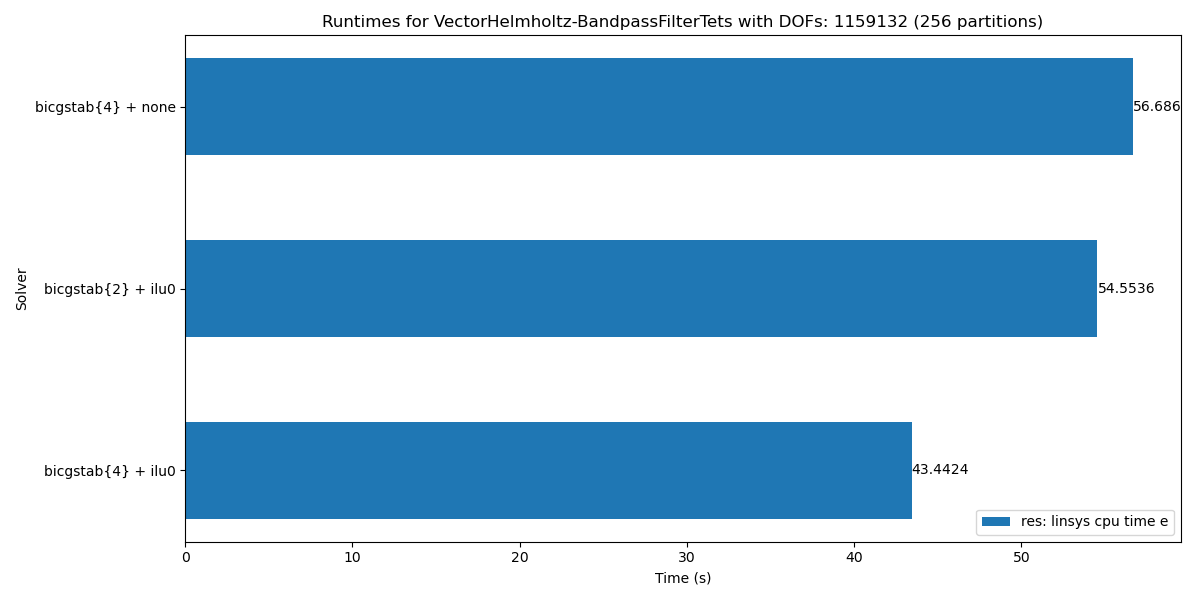 Runtimes for VectorHelmholtz-BandpassFilterTets with DOFs: 1159132 (256 partitions)
bicgstab{4} + none
56.686
bicgstab{2} + ilu0
54.5536
bicgstab{4} + ilu0
43.4424
Solver
res: linsys cpu time e
0 10 20 30 40 50
Time (s)